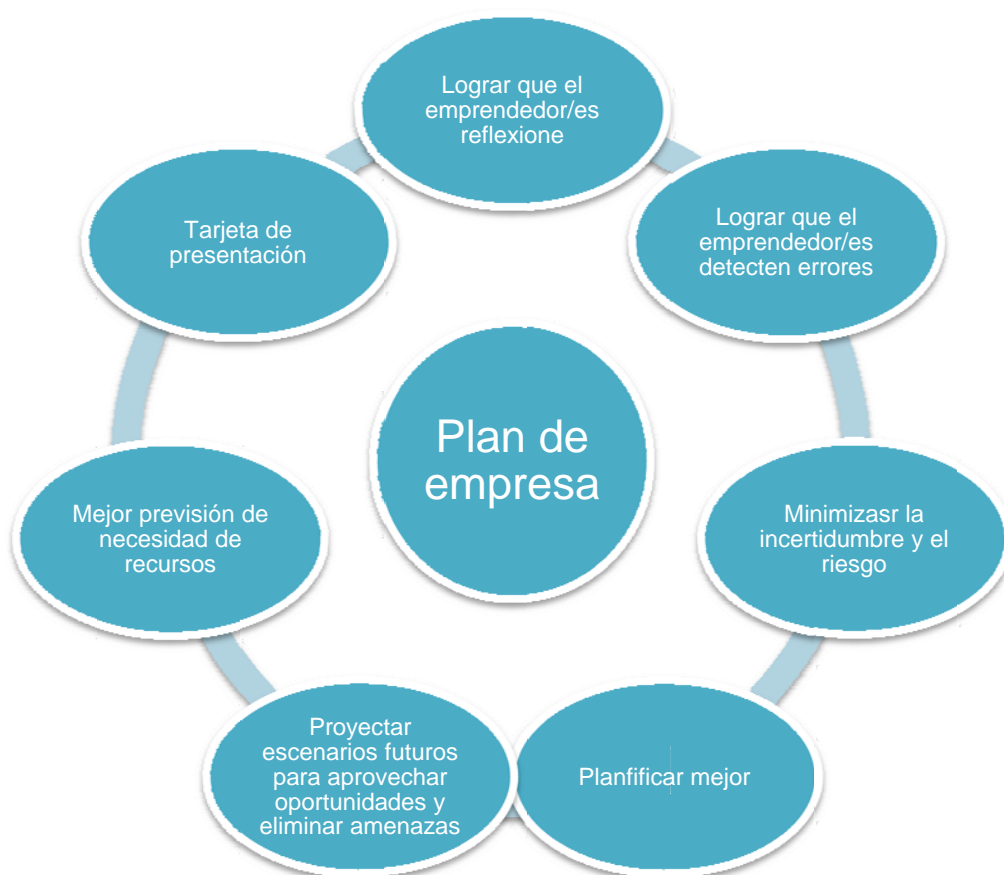 Lograr que el
emprendedor/es
reflexione
Lograr que el
emprendedor/es
detecten errores
Minimizasr la
incertidumbre y el
riesgo
Planfificar mejor
Proyectar
escenarios futuros
para aprovechar
oportunidades y
eliminar amenazas
Mejor previsión de
necesidad de
recursos
Tarjeta de
presentación
Plan de
empresa